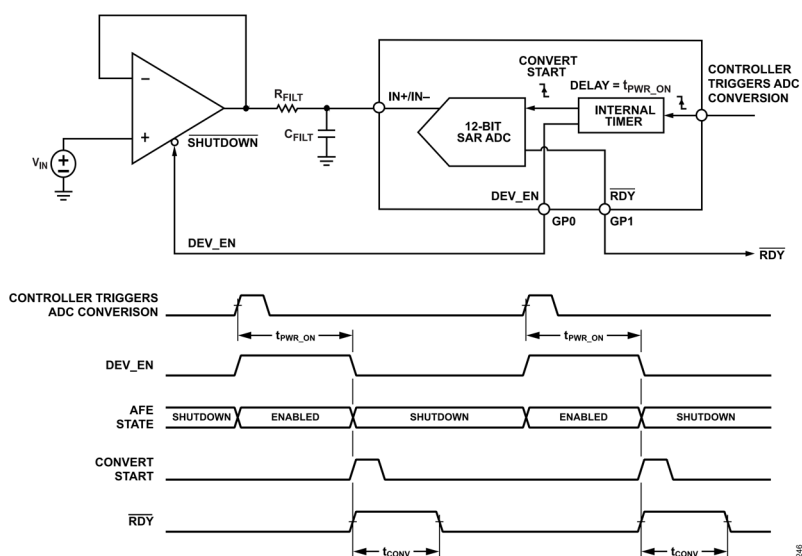 CONVERT
START
DELAY = tPWR_ON
CONTROLLER
TRIGGERS ADC
CONVERSION
RFILT
IN+/IN–
INTERNAL
TIMER
12-BIT
SAR ADC
CFILT
SHUTDOWN
VIN
–
+
+
–
DEV_EN
RDY
GP0
GP1
DEV_EN
RDY
CONTROLLER TRIGGERS
ADC CONVERISON
tPWR_ON
tPWR_ON
DEV_EN
AFE
STATE
SHUTDOWN
ENABLED
SHUTDOWN
ENABLED
SHUTDOWN
CONVERT
START
RDY
tCONV
tCONV
246